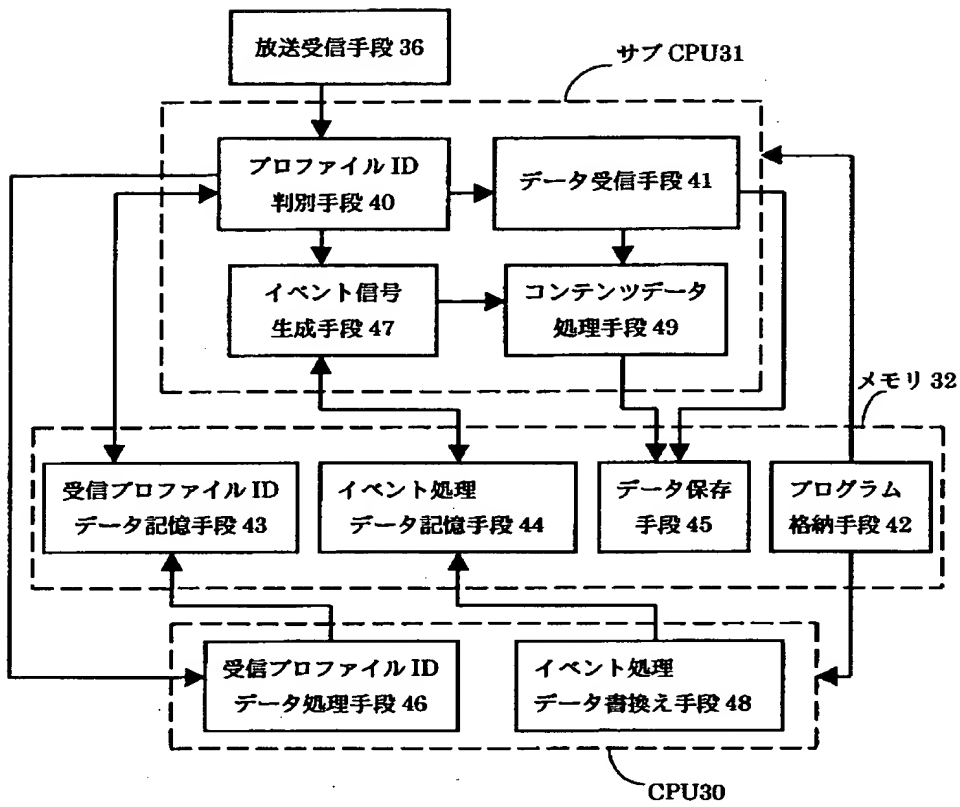 放送受信手段 36
サブ CPU31
プロファイル ID
判別手段 40
データ受信手段 41
イベント信号
生成手段 47
コンテンツデータ
処理手段 49
メモリ 32
受信プロファイル ID
データ記憶手段 43
イベント処理
データ記憶手段 44
データ保存
手段 45
プログラム
格納手段 42
受信プロファイル ID
データ処理手段 46
イベント処理
データ書換え手段 48
CPU30